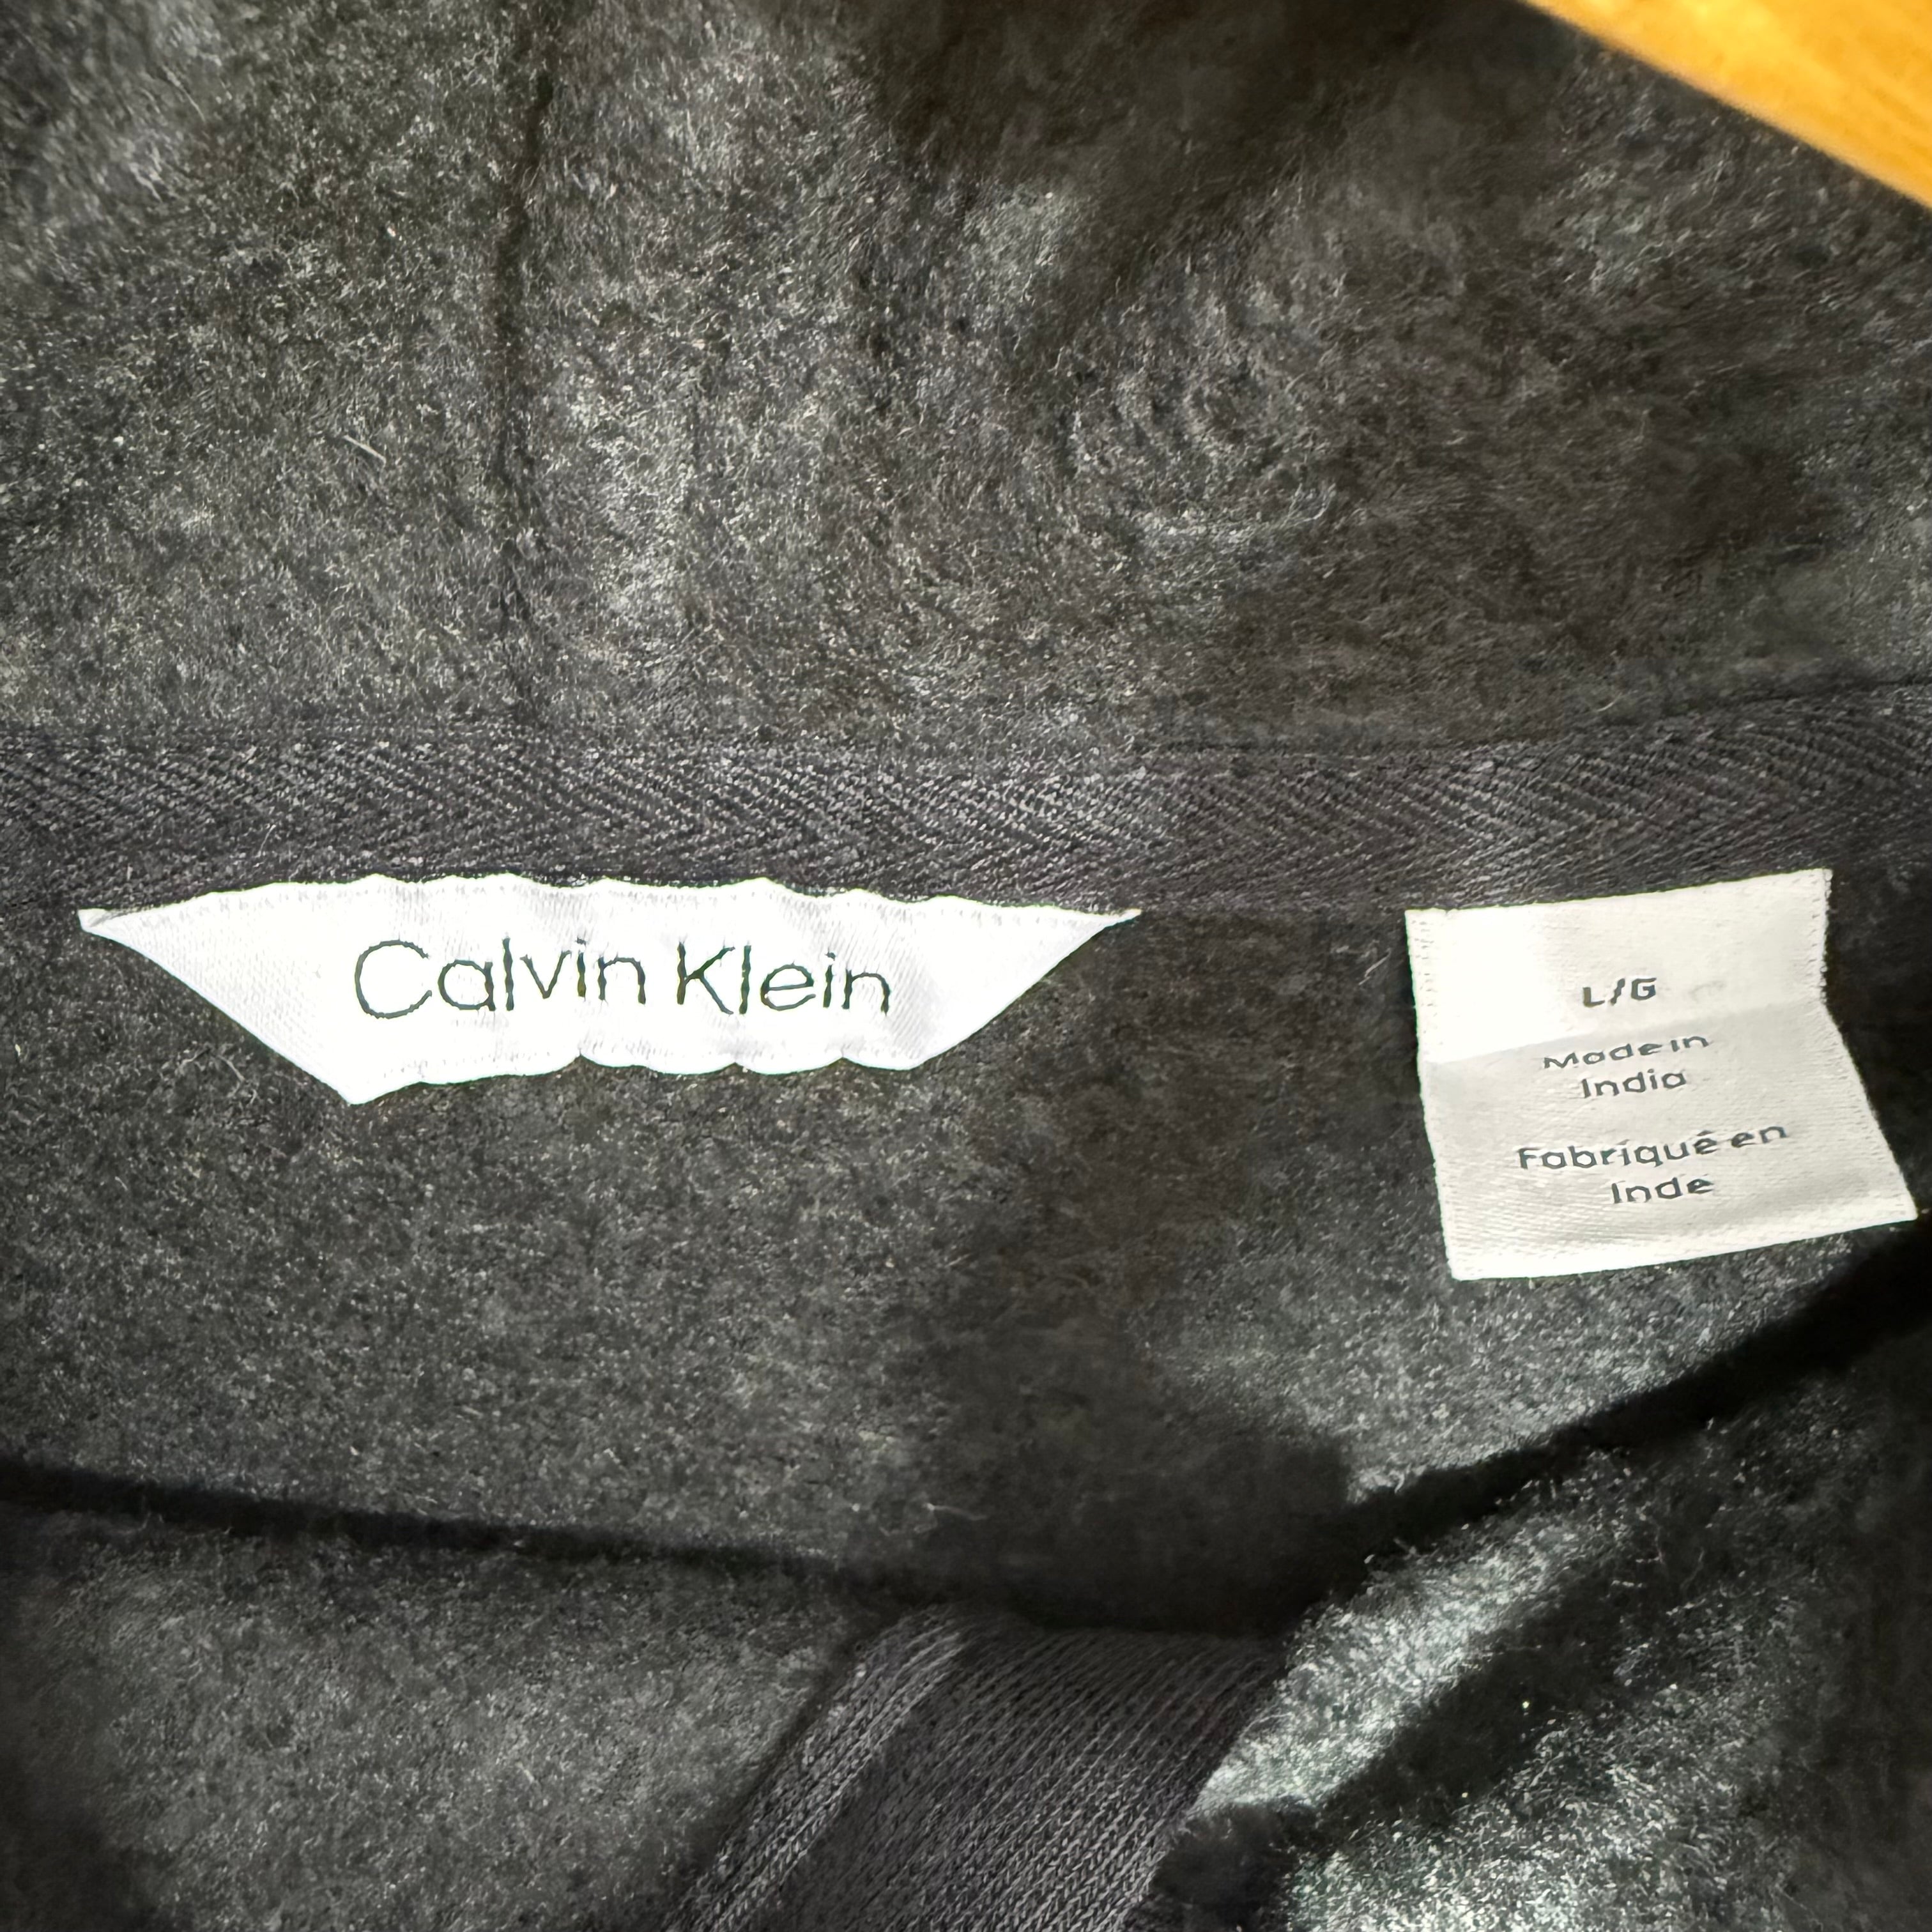 Calvin Klein
L/G
Made in
India
Fabriqué en
Inde